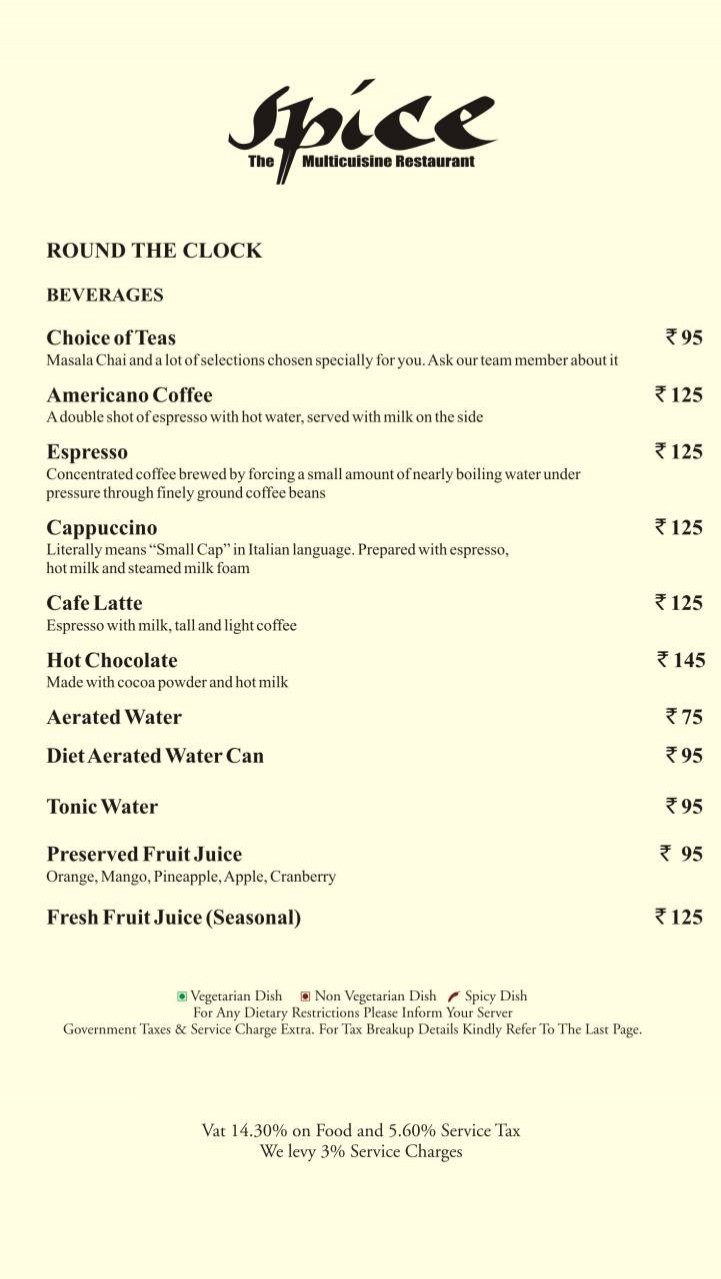 Spice
The Multicuisine Restaurant
ROUND THE CLOCK
BEVERAGES
Choice of Teas ₹ 95
Masala Chai and a lot of selections chosen specially for you. Ask our team member about it
Americano Coffee ₹ 125
A double shot of espresso with hot water, served with milk on the side
Espresso ₹ 125
Concentrated coffee brewed by forcing a small amount of nearly boiling water under
pressure through finely ground coffee beans
Cappuccino ₹ 125
Literally means “Small Cap” in Italian language. Prepared with espresso,
hot milk and steamed milk foam
Cafe Latte ₹ 125
Espresso with milk, tall and light coffee
Hot Chocolate ₹ 145
Made with cocoa powder and hot milk
Aerated Water ₹ 75
Diet Aerated Water Can ₹ 95
Tonic Water ₹ 95
Preserved Fruit Juice ₹ 95
Orange, Mango, Pineapple, Apple, Cranberry
Fresh Fruit Juice (Seasonal) ₹ 125
Vegetarian Dish Non Vegetarian Dish Spicy Dish
For Any Dietary Restrictions Please Inform Your Server
Government Taxes & Service Charge Extra. For Tax Breakup Details Kindly Refer To The Last Page.
Vat 14.30% on Food and 5.60% Service Tax
We levy 3% Service Charges